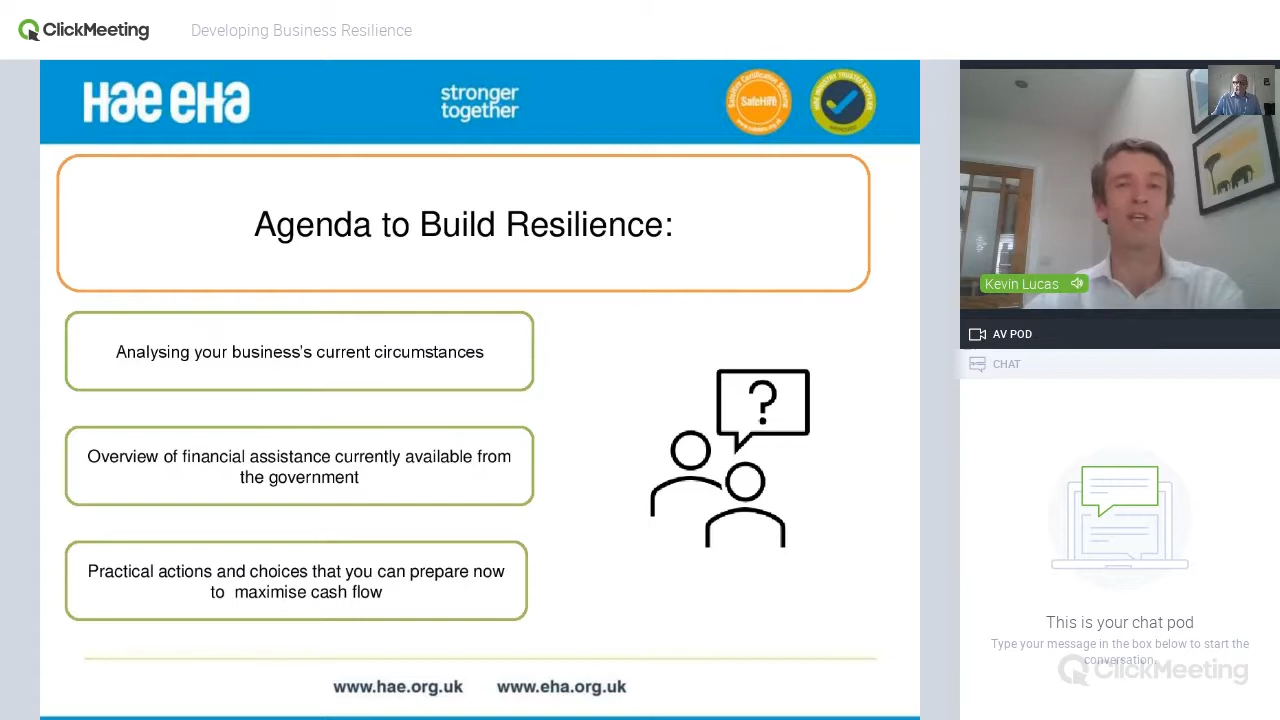 ClickMeeting
Developing Business Resilience
Hae eHa
stronger
together
SafeHire
Agenda to Build Resilience:
Analysing your business's current circumstances
Overview of financial assistance currently available from
the government
Practical actions and choices that you can prepare now
to maximise cash flow
?
www.hae.org.uk
www.eha.org.uk
Kevin Lucas
AV POD
CHAT
This is your chat pod
Type your message in the box below to start the
conversation.
ClickMeeting